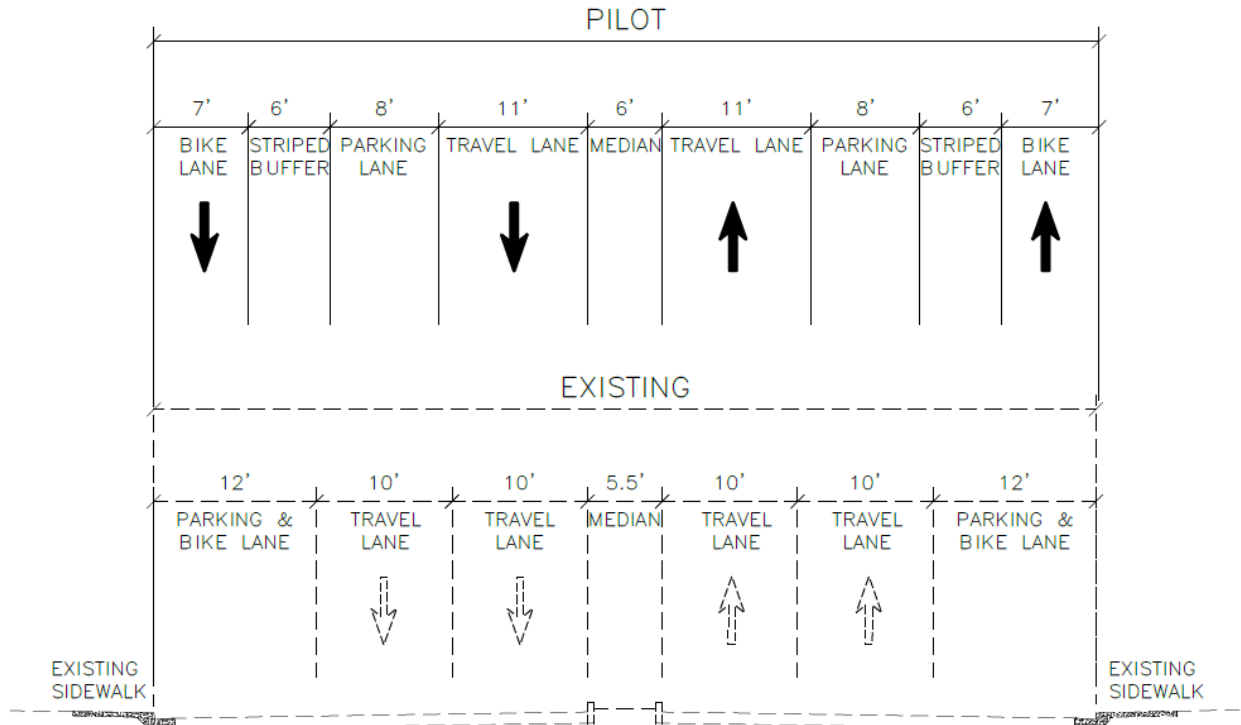 PILOT
7' 6' 8' 11' 6' 11' 8' 6' 7'
BIKE STRIPED PARKING TRAVEL LANE MEDIAN TRAVEL LANE PARKING STRIPED BIKE
LANE BUFFER LANE LANE BUFFER LANE
EXISTING
12' 10' 10' 5.5' 10' 10' 12'
PARKING & TRAVEL TRAVEL MEDIAN TRAVEL TRAVEL PARKING &
BIKE LANE LANE LANE LANE LANE BIKE LANE
EXISTING EXISTING
SIDEWALK SIDEWALK